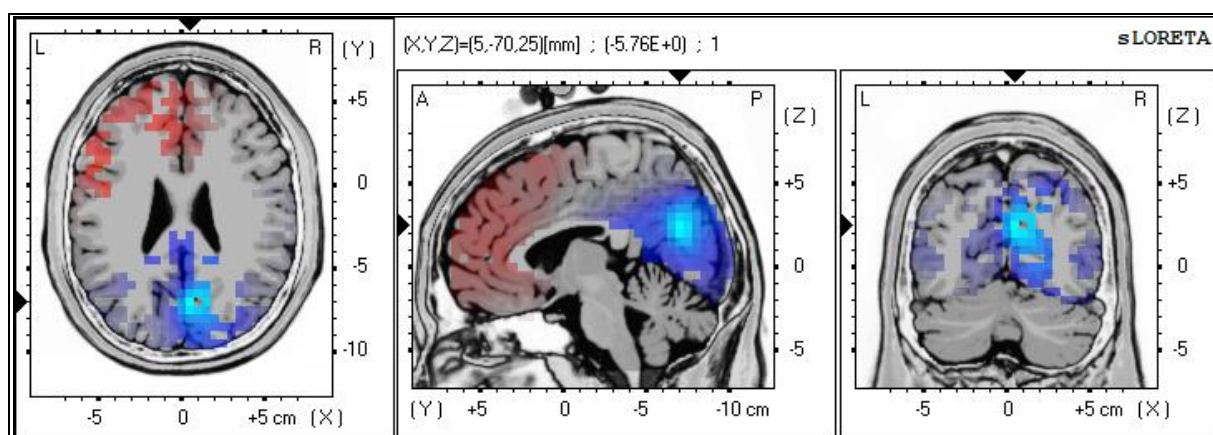 (X,Y,Z)=(5,-70,25)[mm] ; (-5.76E+0) ; 1
sLORETA
L R (Y)
+5
0
-5
-10
-5 0 +5 cm (X)
A P (Z)
+5
0
-5
(Y) +5 0 -5 -10 cm
L R (Z)
+5
0
-5
-5 0 +5 cm (X)